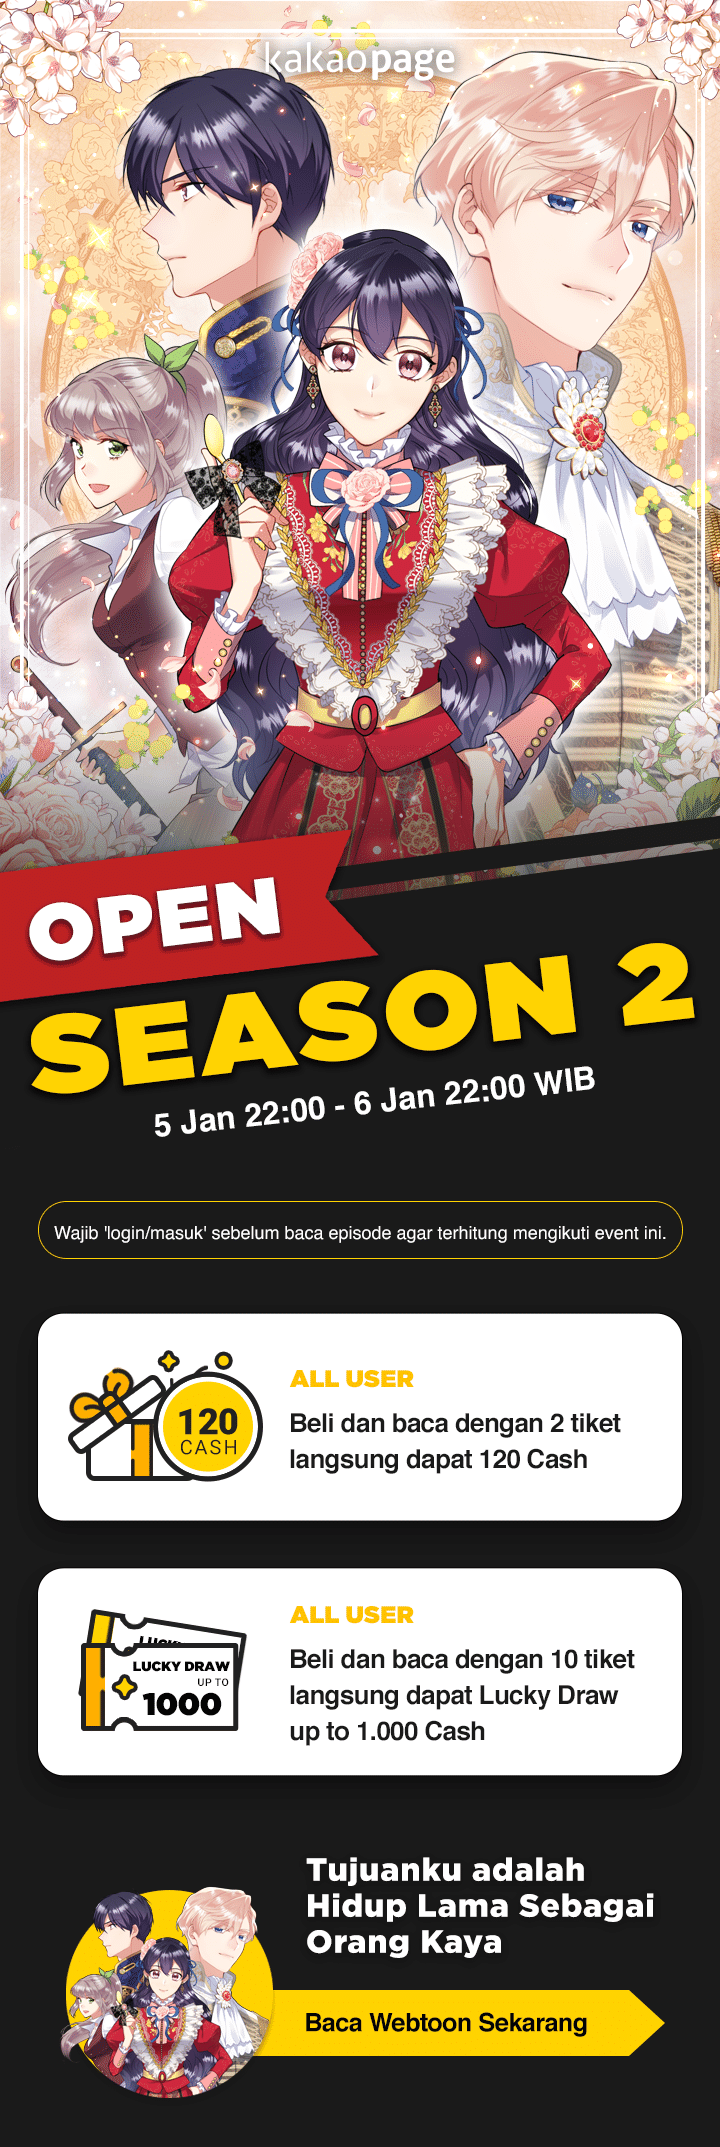 kakaopage
OPEN
SEASON 2
5 Jan 22:00 - 6 Jan 22:00 WIB
Wajib 'login/masuk' sebelum baca episode agar terhitung mengikuti event ini.
120
CASH
ALL USER
Beli dan baca dengan 2 tiket
langsung dapat 120 Cash
LUCKY DRAW
UP TO
1000
ALL USER
Beli dan baca dengan 10 tiket
langsung dapat Lucky Draw
up to 1.000 Cash
Tujuanku adalah
Hidup Lama Sebagai
Orang Kaya
Baca Webtoon Sekarang